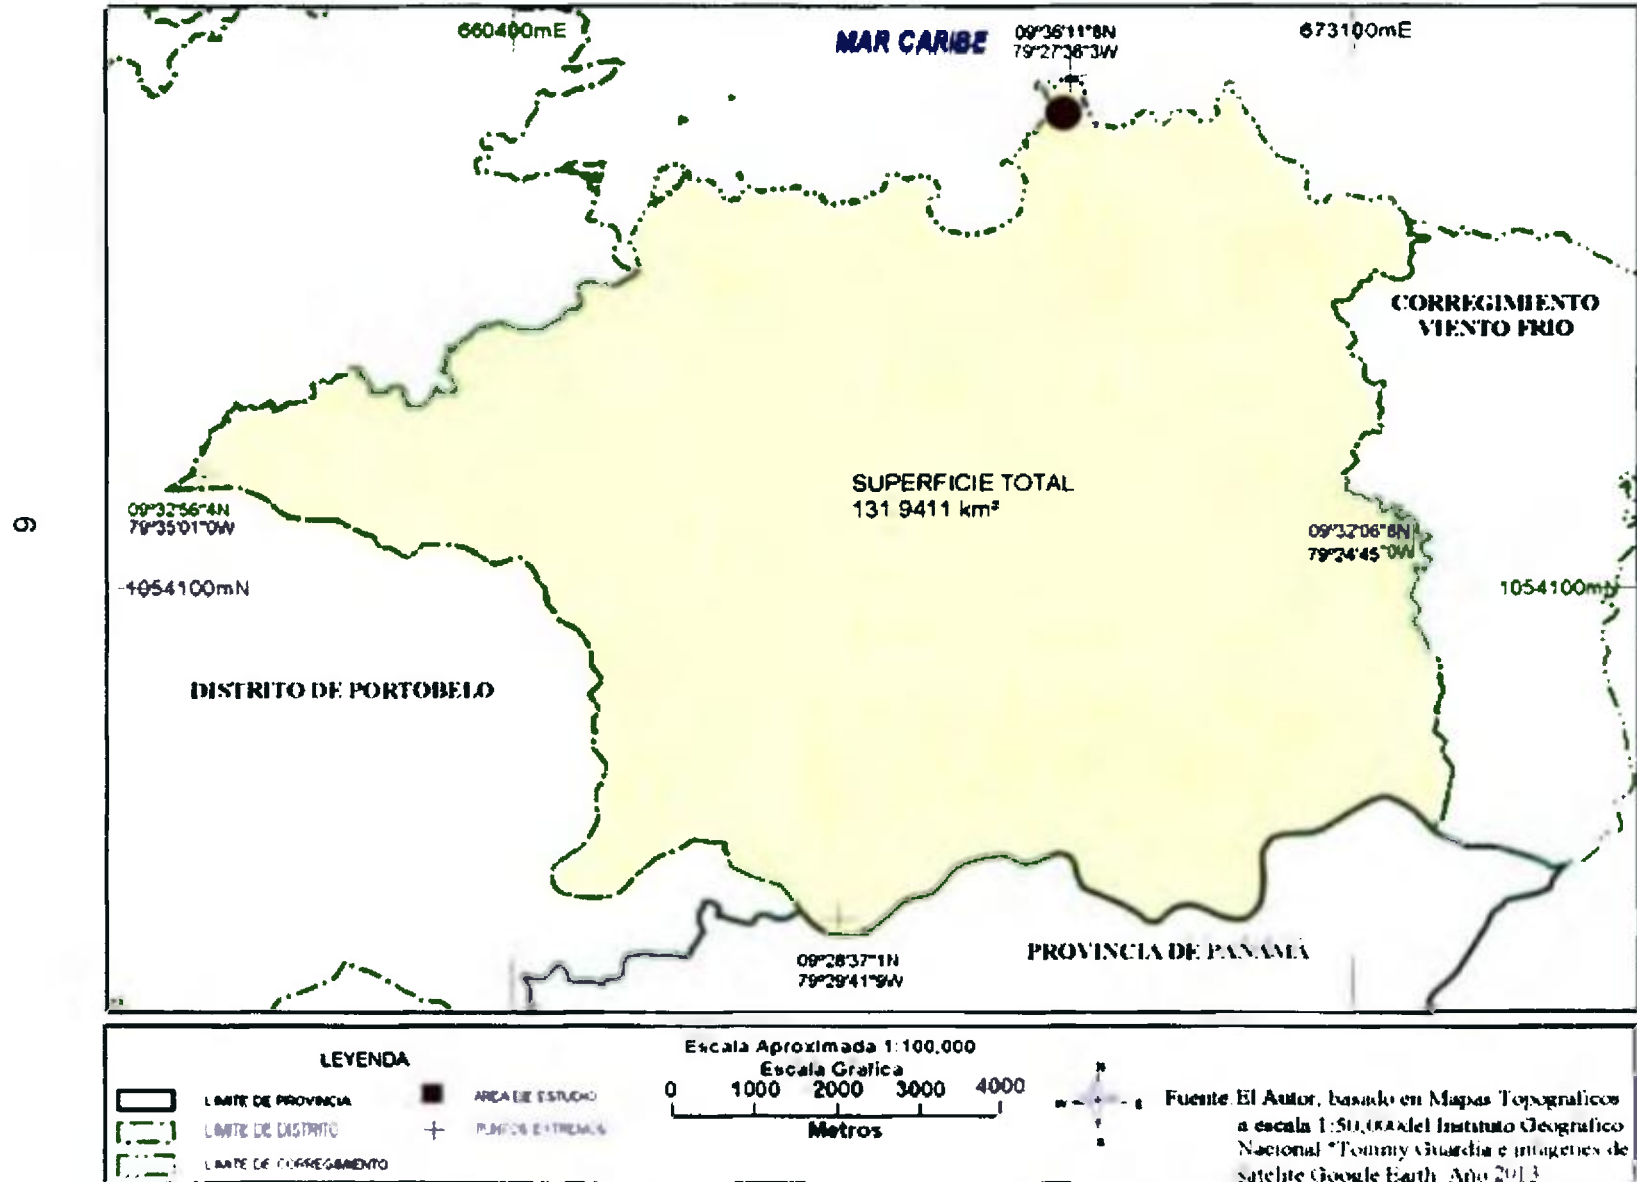 660400mE
MAR CARIBE
09°36'11"8N
79°27'36"3W
673100mE
CORREGIMIENTO
VIENTO FRIO
SUPERFICIE TOTAL
131 9411 km²
09°32'56"4N
79°35'01"0W
09°32'06"8N
79°24'45"0W
1054100mN
1054100mN
DISTRITO DE PORTOBELO
09°28'37"1N
79°29'41"9W
PROVINCIA DE PANAMA
9
LEYENDA
LIMITE DE PROVINCIA
LIMITE DE DISTRITO
LIMITE DE CORREGIMIENTO
AREA DE ESTUDIO
PUNTOS EXTREMOS
Escala Aproximada 1:100,000
Escala Grafica
0 1000 2000 3000 4000
Metros
N
W E
S
Fuente: El Autor, basado en Mapas Topograficos
a escala 1:50,000 del Instituto Geografico
Nacional "Tommy Guardia e imagenes de
satelite Google Earth Año 2013